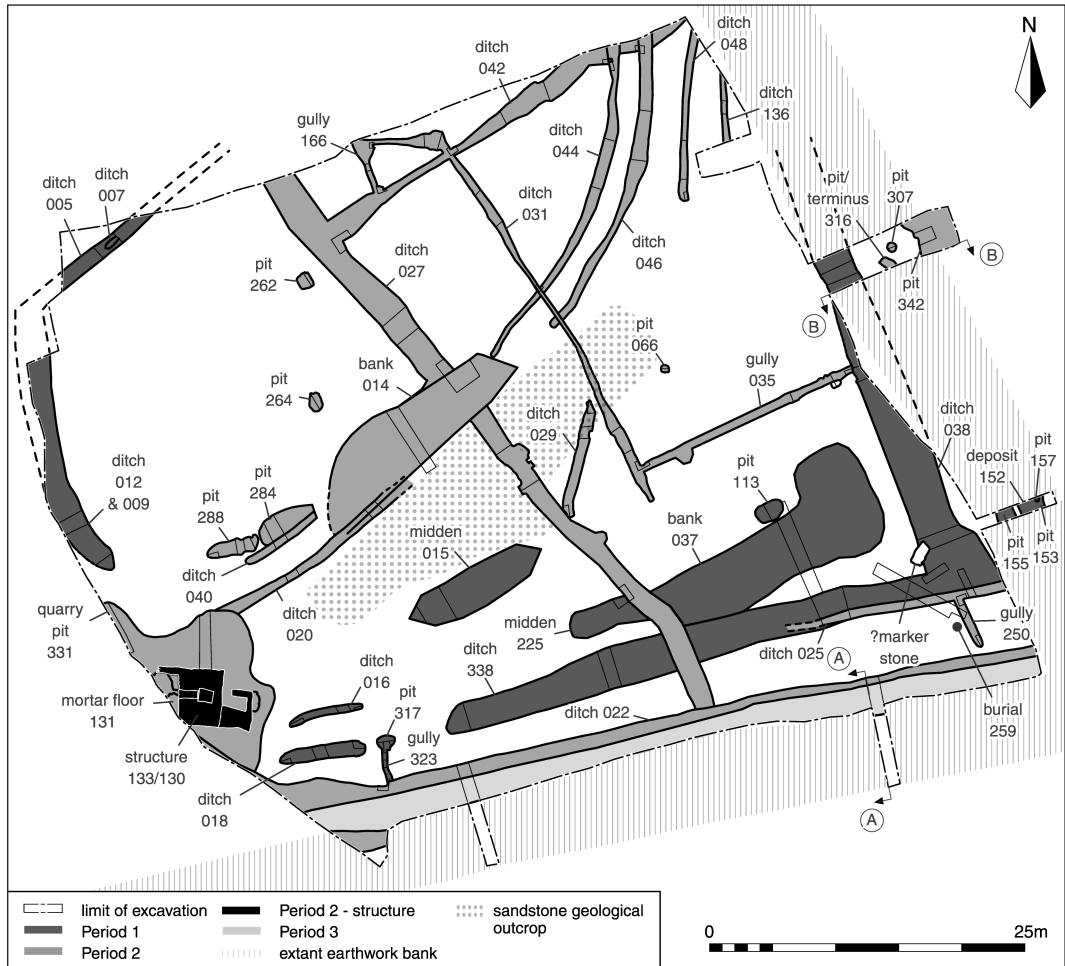 ditch
048
N
ditch
042
ditch
136
gully
166
ditch
044
ditch
007
ditch
005
pit/
terminus
316
pit
307
ditch
031
ditch
046
ditch
027
pit
262
B
pit
342
B
pit
066
gully
035
bank
014
pit
264
ditch
029
ditch
038
ditch
012
& 009
pit
284
pit
288
pit
113
deposit
152
pit
157
bank
037
midden
015
pit
155
pit
153
ditch
040
quarry
pit
331
ditch
020
midden
225
?marker
stone
gully
250
ditch 025
A
ditch
016
ditch
338
mortar floor
131
pit
317
ditch 022
burial
259
gully
323
structure
133/130
ditch
018
A
limit of excavation
Period 1
Period 2
Period 2 - structure
Period 3
extant earthwork bank
sandstone geological
outcrop
0
25m